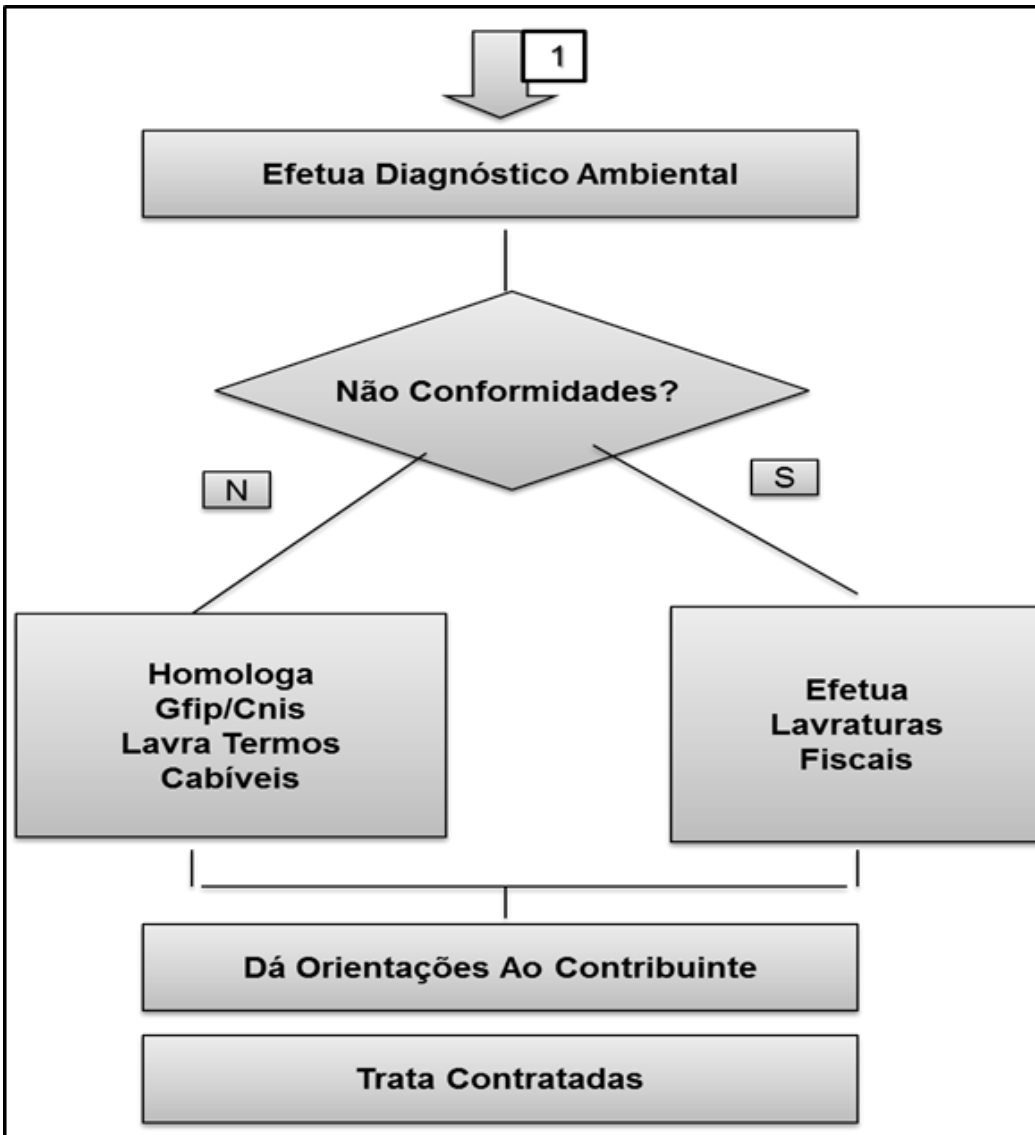 1
Efetua Diagnóstico Ambiental
Não Conformidades?
N
S
Homologa
Gfip/Cnis
Lavra Termos
Cabíveis
Efetua
Lavraturas
Fiscais
Dá Orientações Ao Contribuinte
Trata Contratadas